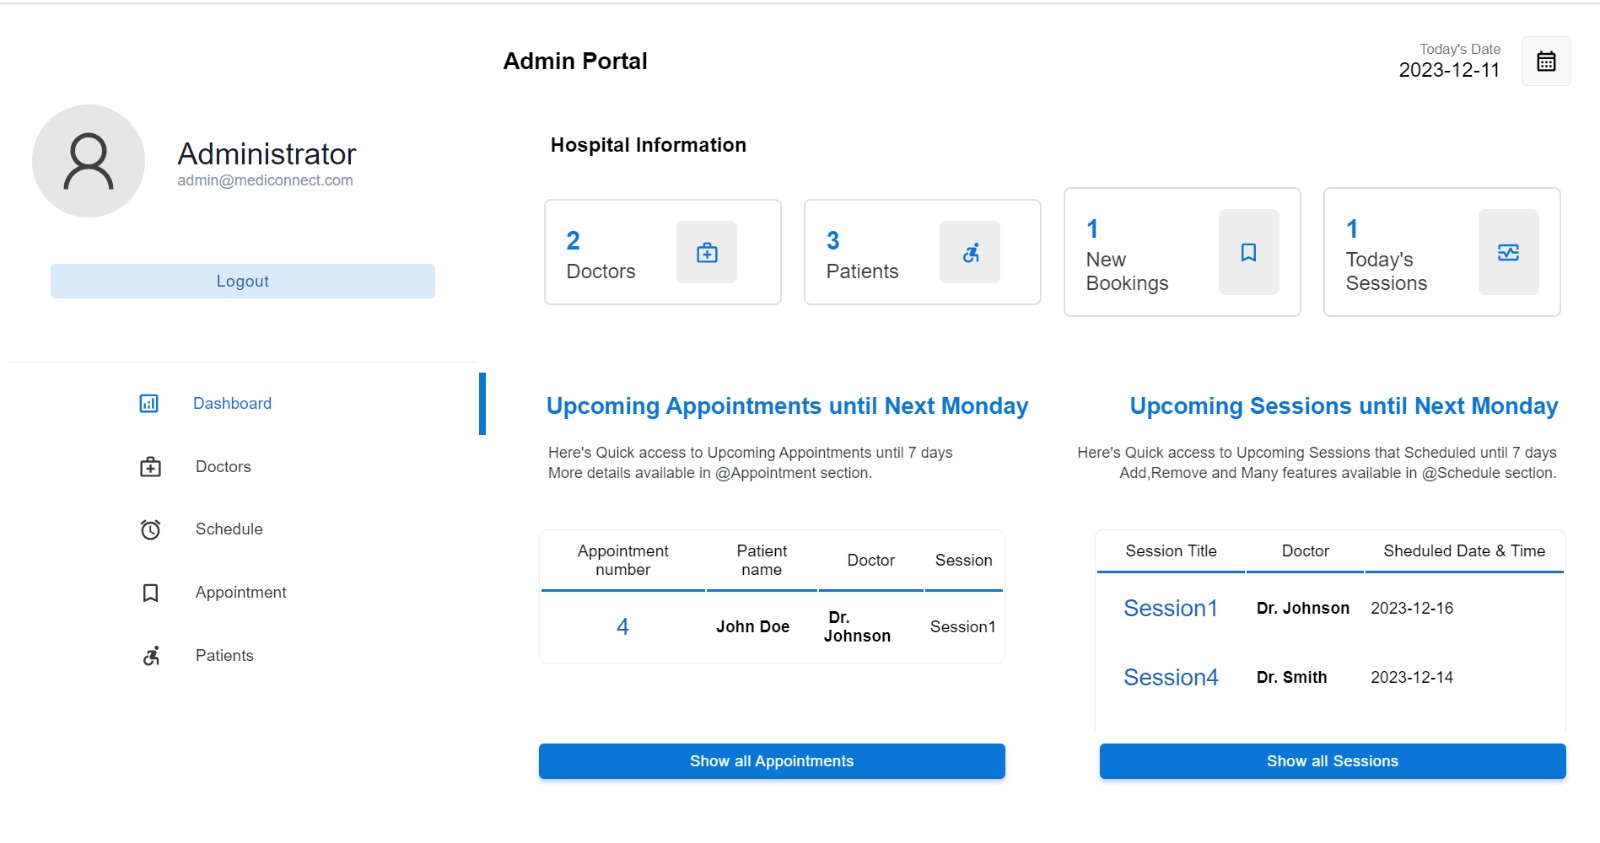 Admin Portal
Today's Date
2023-12-11
Administrator
admin@mediconnect.com
Logout
Dashboard
Doctors
Schedule
Appointment
Patients
Hospital Information
2
Doctors
3
Patients
1
New
Bookings
1
Today's
Sessions
Upcoming Appointments until Next Monday
Here's Quick access to Upcoming Appointments until 7 days
More details available in @Appointment section.
Appointment number Patient name Doctor Session
4 John Doe Dr. Johnson Session1
Show all Appointments
Upcoming Sessions until Next Monday
Here's Quick access to Upcoming Sessions that Scheduled until 7 days
Add,Remove and Many features available in @Schedule section.
Session Title Doctor Sheduled Date & Time
Session1 Dr. Johnson 2023-12-16
Session4 Dr. Smith 2023-12-14
Show all Sessions